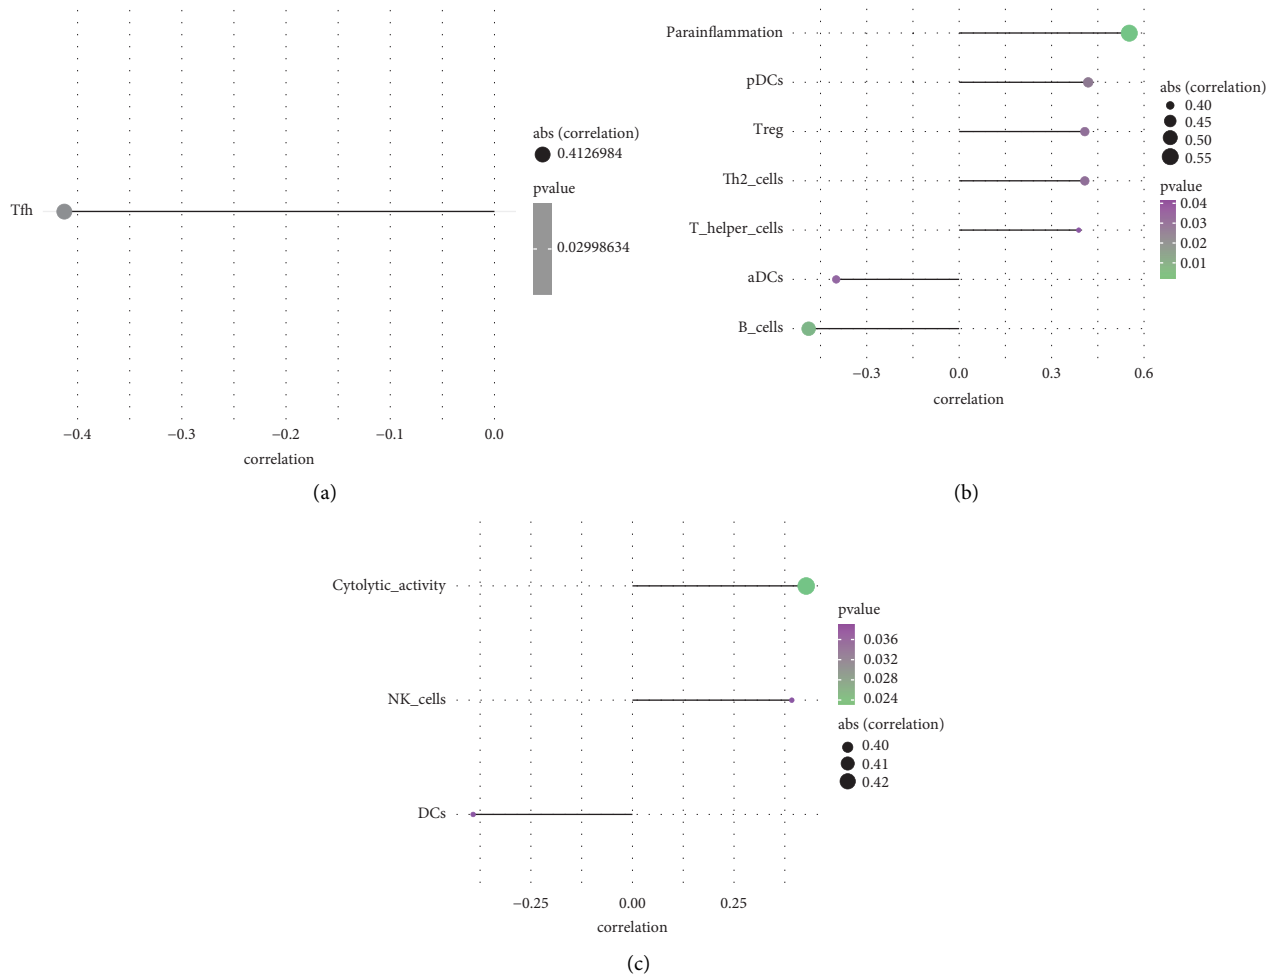 Tfh
−0.4 −0.3 −0.2 −0.1 0.0
correlation
abs (correlation)
0.4126984
pvalue
0.02998634
(a)
Parainflammation
pDCs
Treg
Th2_cells
T_helper_cells
aDCs
B_cells
−0.3 0.0 0.3 0.6
correlation
abs (correlation)
0.40
0.45
0.50
0.55
pvalue
0.04
0.03
0.02
0.01
(b)
Cytolytic_activity
NK_cells
DCs
−0.25 0.00 0.25
correlation
pvalue
0.036
0.032
0.028
0.024
abs (correlation)
0.40
0.41
0.42
(c)